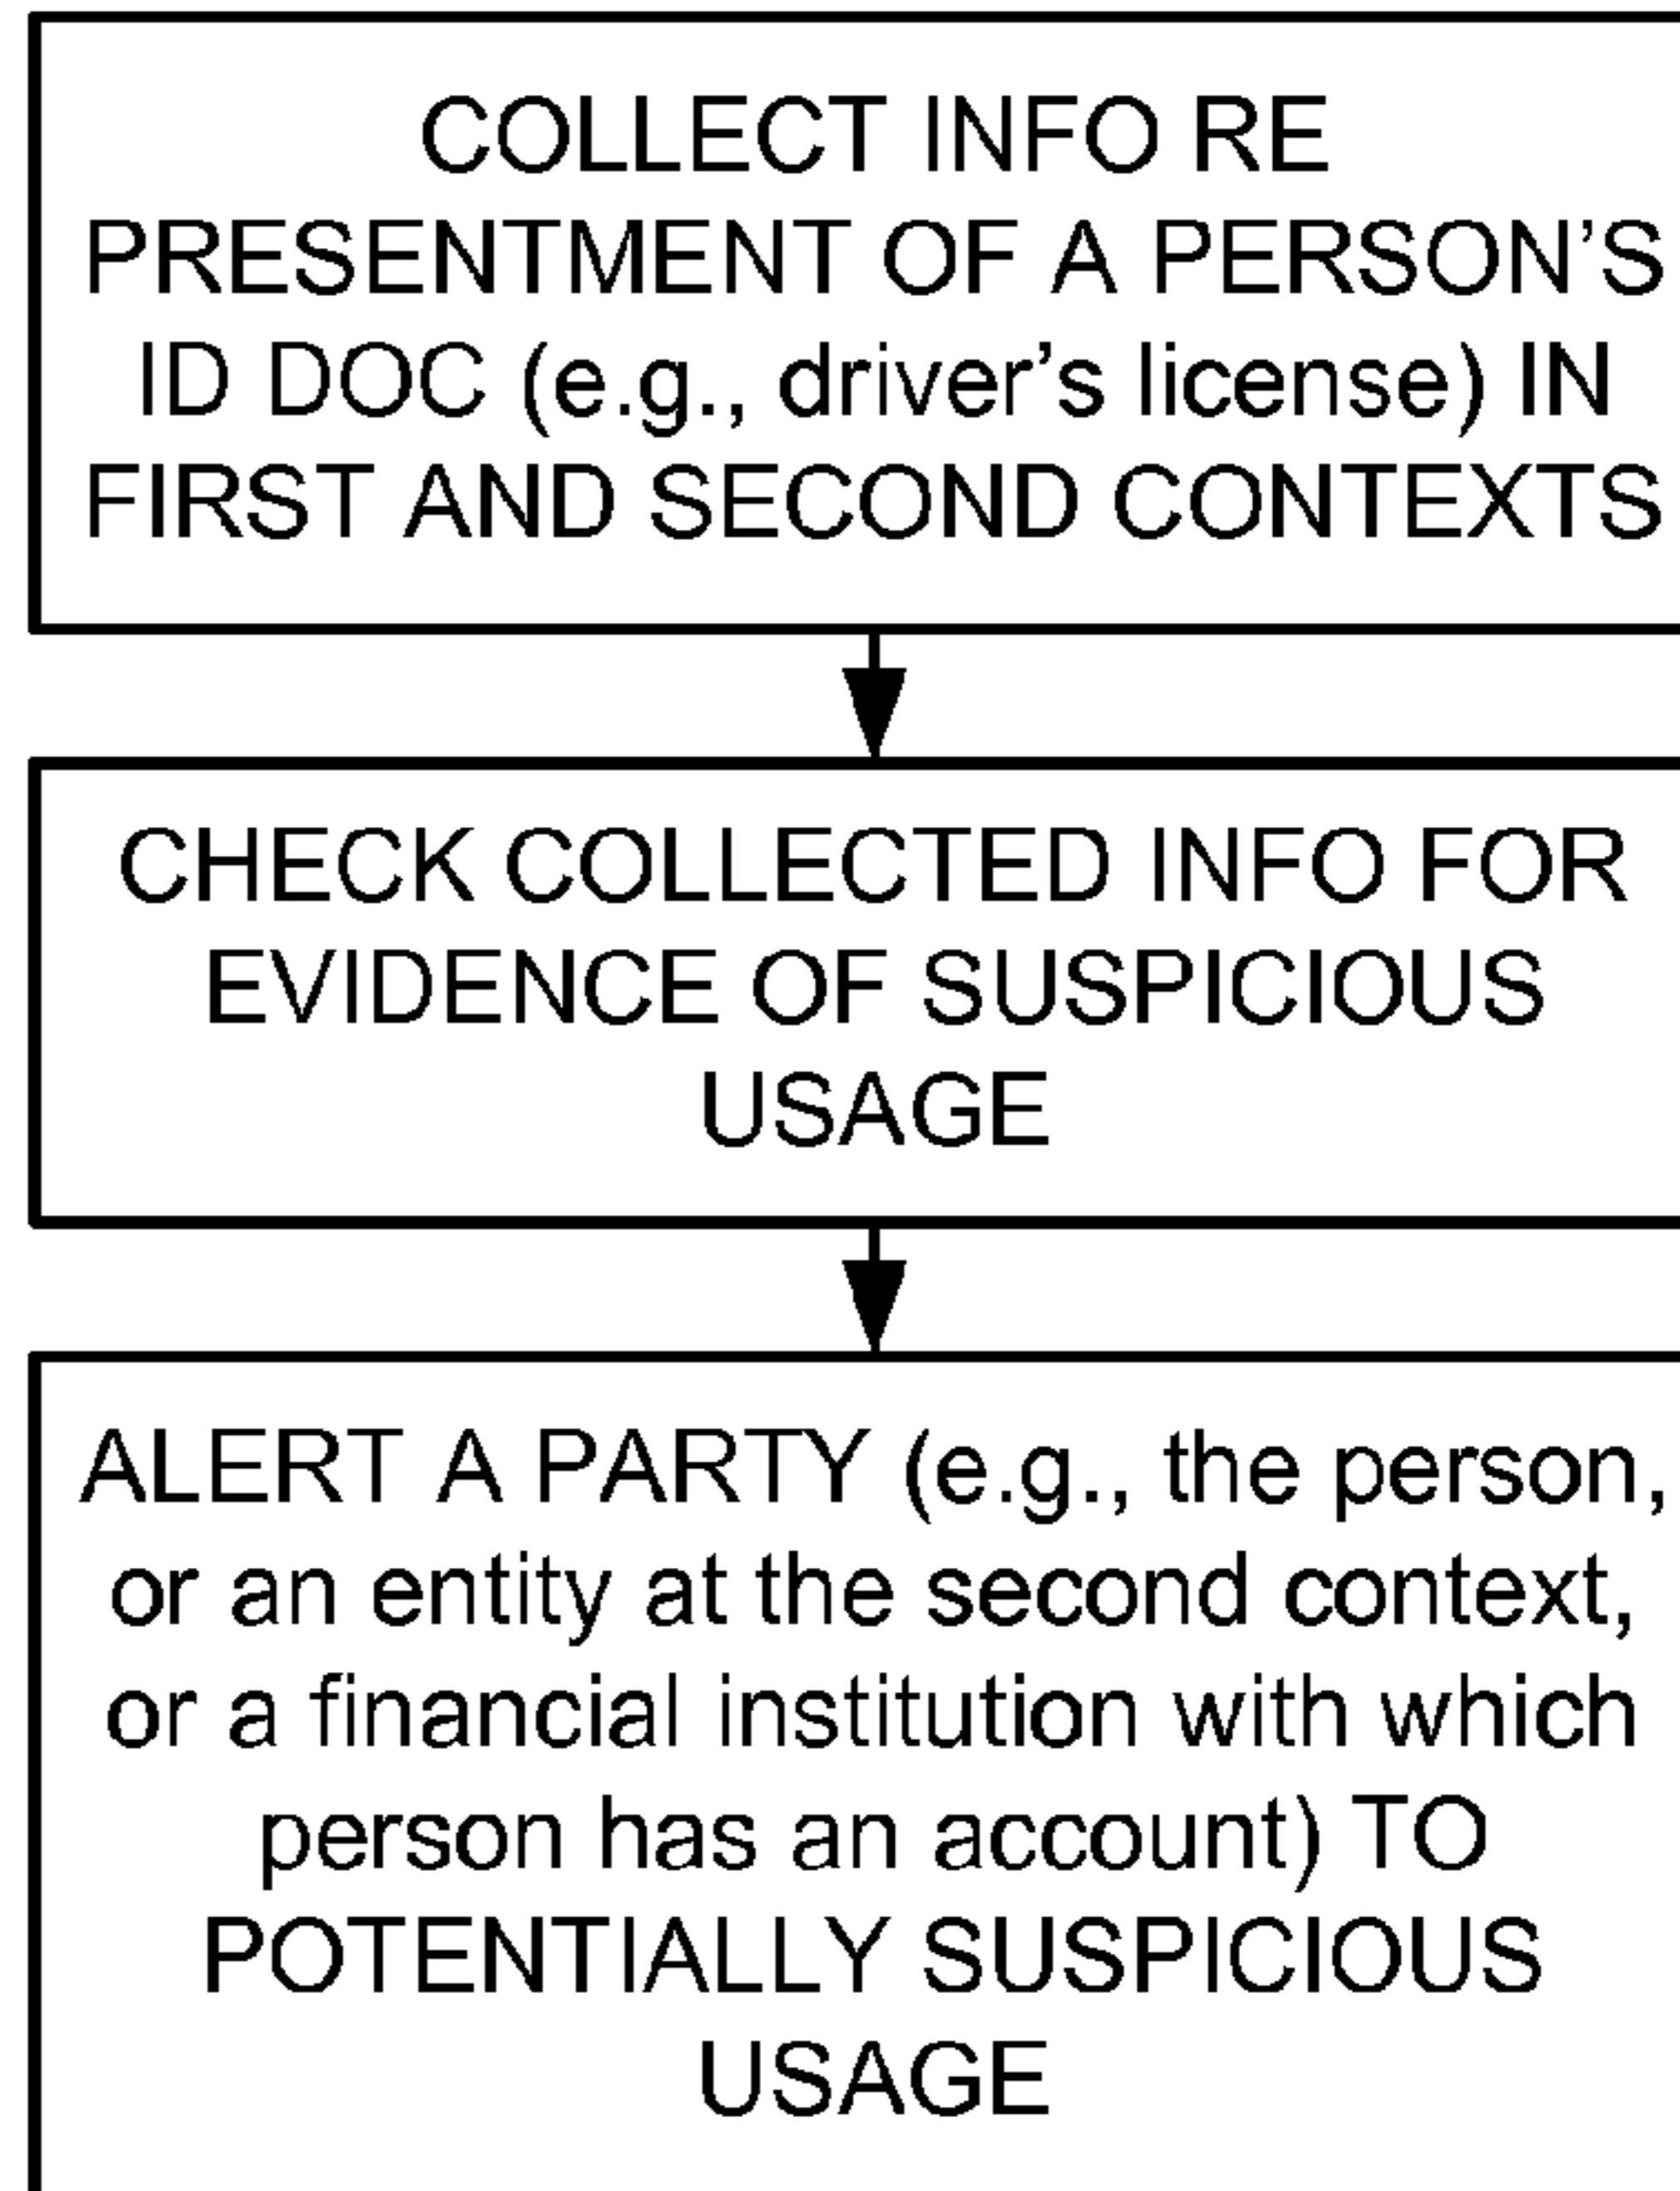 COLLECT INFO RE
PRESENTMENT OF A PERSON'S
ID DOC (e.g., driver's license) IN
FIRST AND SECOND CONTEXTS
CHECK COLLECTED INFO FOR
EVIDENCE OF SUSPICIOUS
USAGE
ALERT A PARTY (e.g., the person,
or an entity at the second context,
or a financial institution with which
person has an account) TO
POTENTIALLY SUSPICIOUS
USAGE